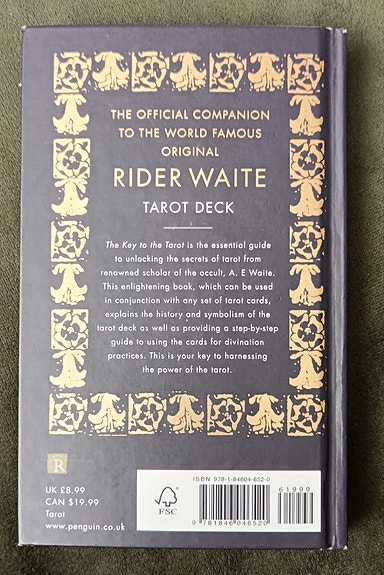 THE OFFICIAL COMPANION
TO THE WORLD FAMOUS
ORIGINAL
RIDER WAITE
TAROT DECK
The Key to the Tarot is the essential guide
to unlocking the secrets of tarot from
renowned scholar of the occult, A. E Waite.
This enlightening book, which can be used
in conjunction with any set of tarot cards,
explains the history and symbolism of the
tarot deck as well as providing a step-by-step
guide to using the cards for divination
practices. This is your key to harnessing
the power of the tarot.
R
UK £8.99
CAN $19.99
Tarot
www.penguin.co.uk
FSC
ISBN 978-1-84604-652-0
61999
9 781846 046520